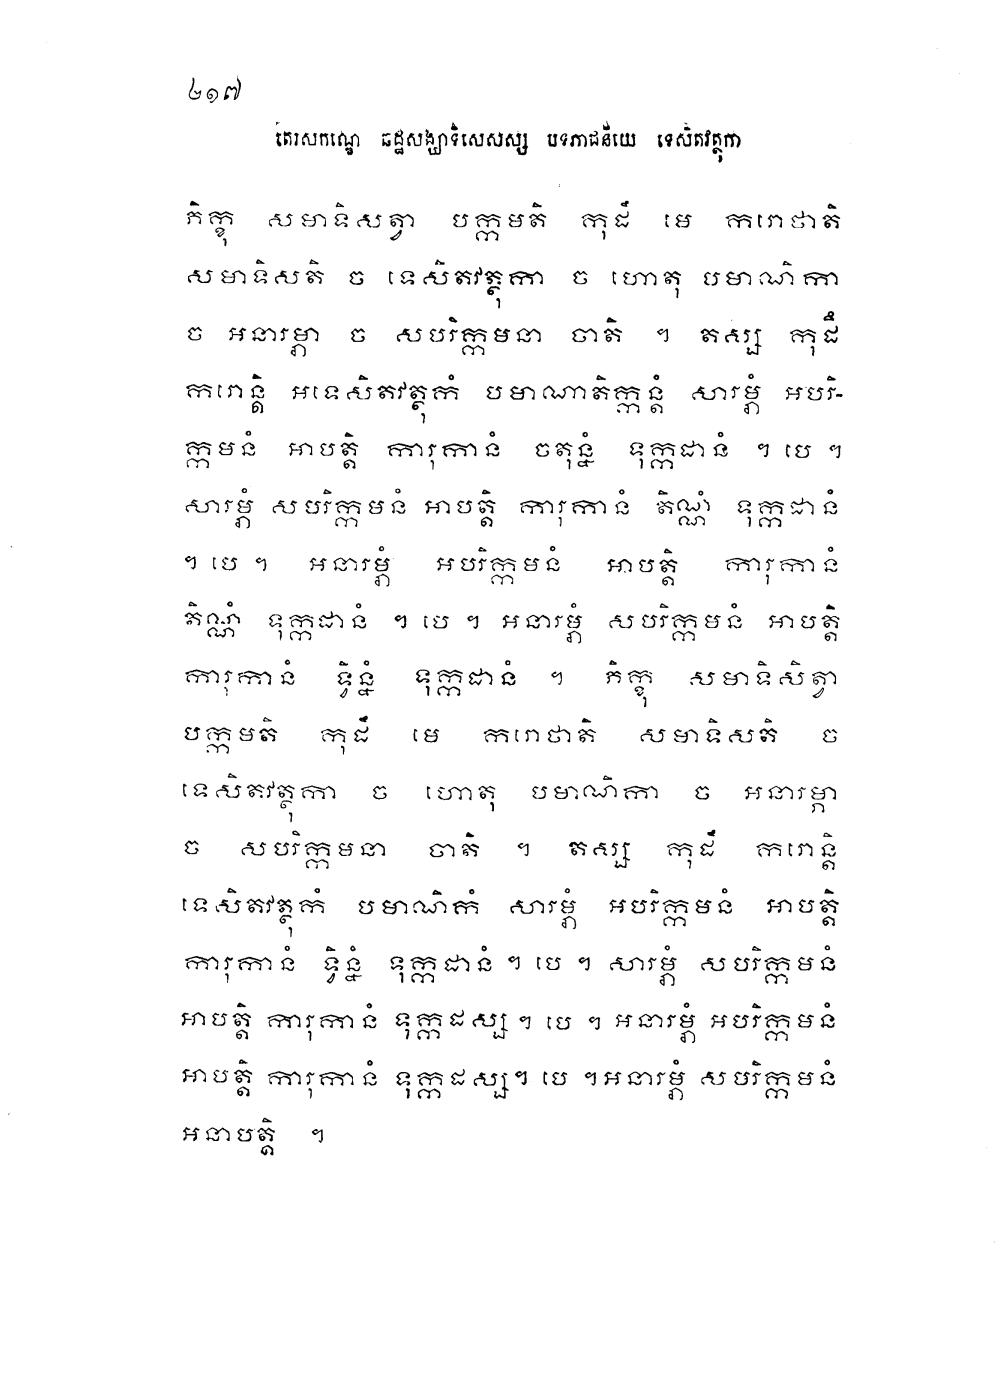 ២១៧
តេរសកណ្ឌេ ឆដ្ឋសង្ឃាទិសេសស្ស បទភាជនីយេ ទេសិតវត្ថុកា
ភិក្ខុ សមាទិសត្វា បក្កមតិ កុដឹ មេ ករោថាតិ
សមាទិសតិ ច ទេសិតវត្ថុកា ច ហោតុ បមាណិកា
ច អនារម្ភា ច សបរិក្កមនា ចាតិ ។ តស្ស កុដឹ
ករោន្តិ អទេសិតវត្ថុកំ បមាណាតិក្កន្តំ សារម្ភំ អបរិ-
ក្កមនំ អាបត្តិ ការុកានំ ចតុន្នំ ទុក្កដានំ ។ បេ ។
សារម្ភំ សបរិក្កមនំ អាបត្តិ ការុកានំ តិណ្ណំ ទុក្កដានំ
។ បេ ។ អនារម្ភំ អបរិក្កមនំ អាបត្តិ ការុកានំ
តិណ្ណំ ទុក្កដានំ ។ បេ ។ អនារម្ភំ សបរិក្កមនំ អាបត្តិ
ការុកានំ ទ្វិន្នំ ទុក្កដានំ ។ ភិក្ខុ សមាទិសិត្វា
បក្កមតិ កុដឹ មេ ករោថាតិ សមាទិសតិ ច
ទេសិតវត្ថុកា ច ហោតុ បមាណិកា ច អនារម្ភា
ច សបរិក្កមនា ចាតិ ។ តស្ស កុដឹ ករោន្តិ
ទេសិតវត្ថុកំ បមាណិកំ សារម្ភំ អបរិក្កមនំ អាបត្តិ
ការុកានំ ទ្វិន្នំ ទុក្កដានំ ។ បេ ។ សារម្ភំ សបរិក្កមនំ
អាបត្តិ ការុកានំ ទុក្កដស្ស ។ បេ ។ អនារម្ភំ អបរិក្កមនំ
អាបត្តិ ការុកានំ ទុក្កដស្ស ។ បេ ។ អនារម្ភំ សបរិក្កមនំ
អនាបត្តិ ។